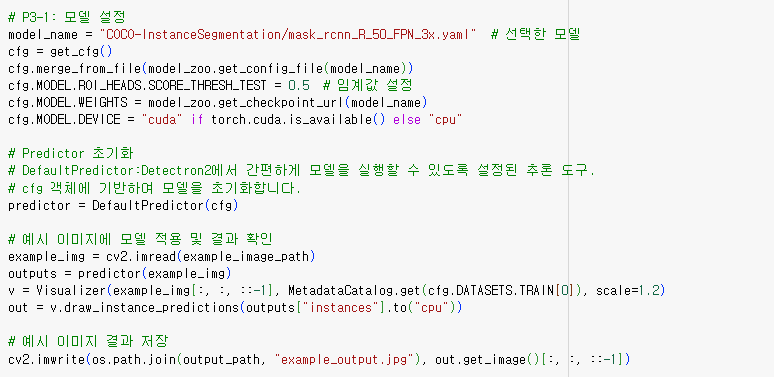 # P3-1: 모델 설정
model_name = "COCO-InstanceSegmentation/mask_rcnn_R_50_FPN_3x.yaml"  # 선택한 모델
cfg = get_cfg()
cfg.merge_from_file(model_zoo.get_config_file(model_name))
cfg.MODEL.ROI_HEADS.SCORE_THRESH_TEST = 0.5  # 임계값 설정
cfg.MODEL.WEIGHTS = model_zoo.get_checkpoint_url(model_name)
cfg.MODEL.DEVICE = "cuda" if torch.cuda.is_available() else "cpu"
# Predictor 초기화
# DefaultPredictor:Detectron2에서 간편하게 모델을 실행할 수 있도록 설정된 추론 도구.
# cfg 객체에 기반하며 모델을 초기화합니다.
predictor = DefaultPredictor(cfg)
# 예시 이미지에 모델 적용 및 결과 확인
example_img = cv2.imread(example_image_path)
outputs = predictor(example_img)
v = Visualizer(example_img[:, :, ::-1], MetadataCatalog.get(cfg.DATASETS.TRAIN[0]), scale=1.2)
out = v.draw_instance_predictions(outputs["instances"].to("cpu"))
# 예시 이미지 결과 저장
cv2.imwrite(os.path.join(output_path, "example_output.jpg"), out.get_image()[:, :, ::-1])